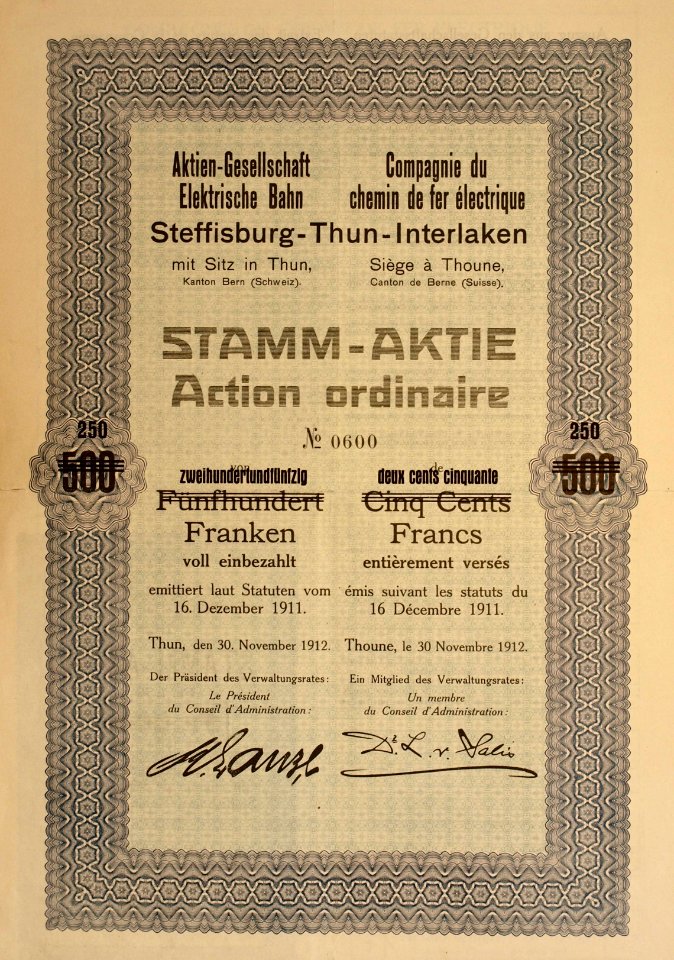 Aktien-Gesellschaft
Elektrische Bahn
Compagnie du
chemin de fer électrique
Steffisburg-Thun-Interlaken
mit Sitz in Thun,
Kanton Bern (Schweiz).
Siège à Thoune,
Canton de Berne (Suisse).
STAMM-AKTIE
Action ordinaire
№ 0600
250
500
250
500
von
zweihundertundfünfzig
Fünfhundert
Franken
voll einbezahlt
emittiert laut Statuten vom
16. Dezember 1911.
Thun, den 30. November 1912.
Der Präsident des Verwaltungsrates:
Le Président
du Conseil d'Administration:
de
deux cents cinquante
Cinq Cents
Francs
entièrement versés
émis suivant les statuts du
16 Décembre 1911.
Thoune, le 30 Novembre 1912.
Ein Mitglied des Verwaltungsrates:
Un membre
du Conseil d'Administration:
Dr. L. v. Salis